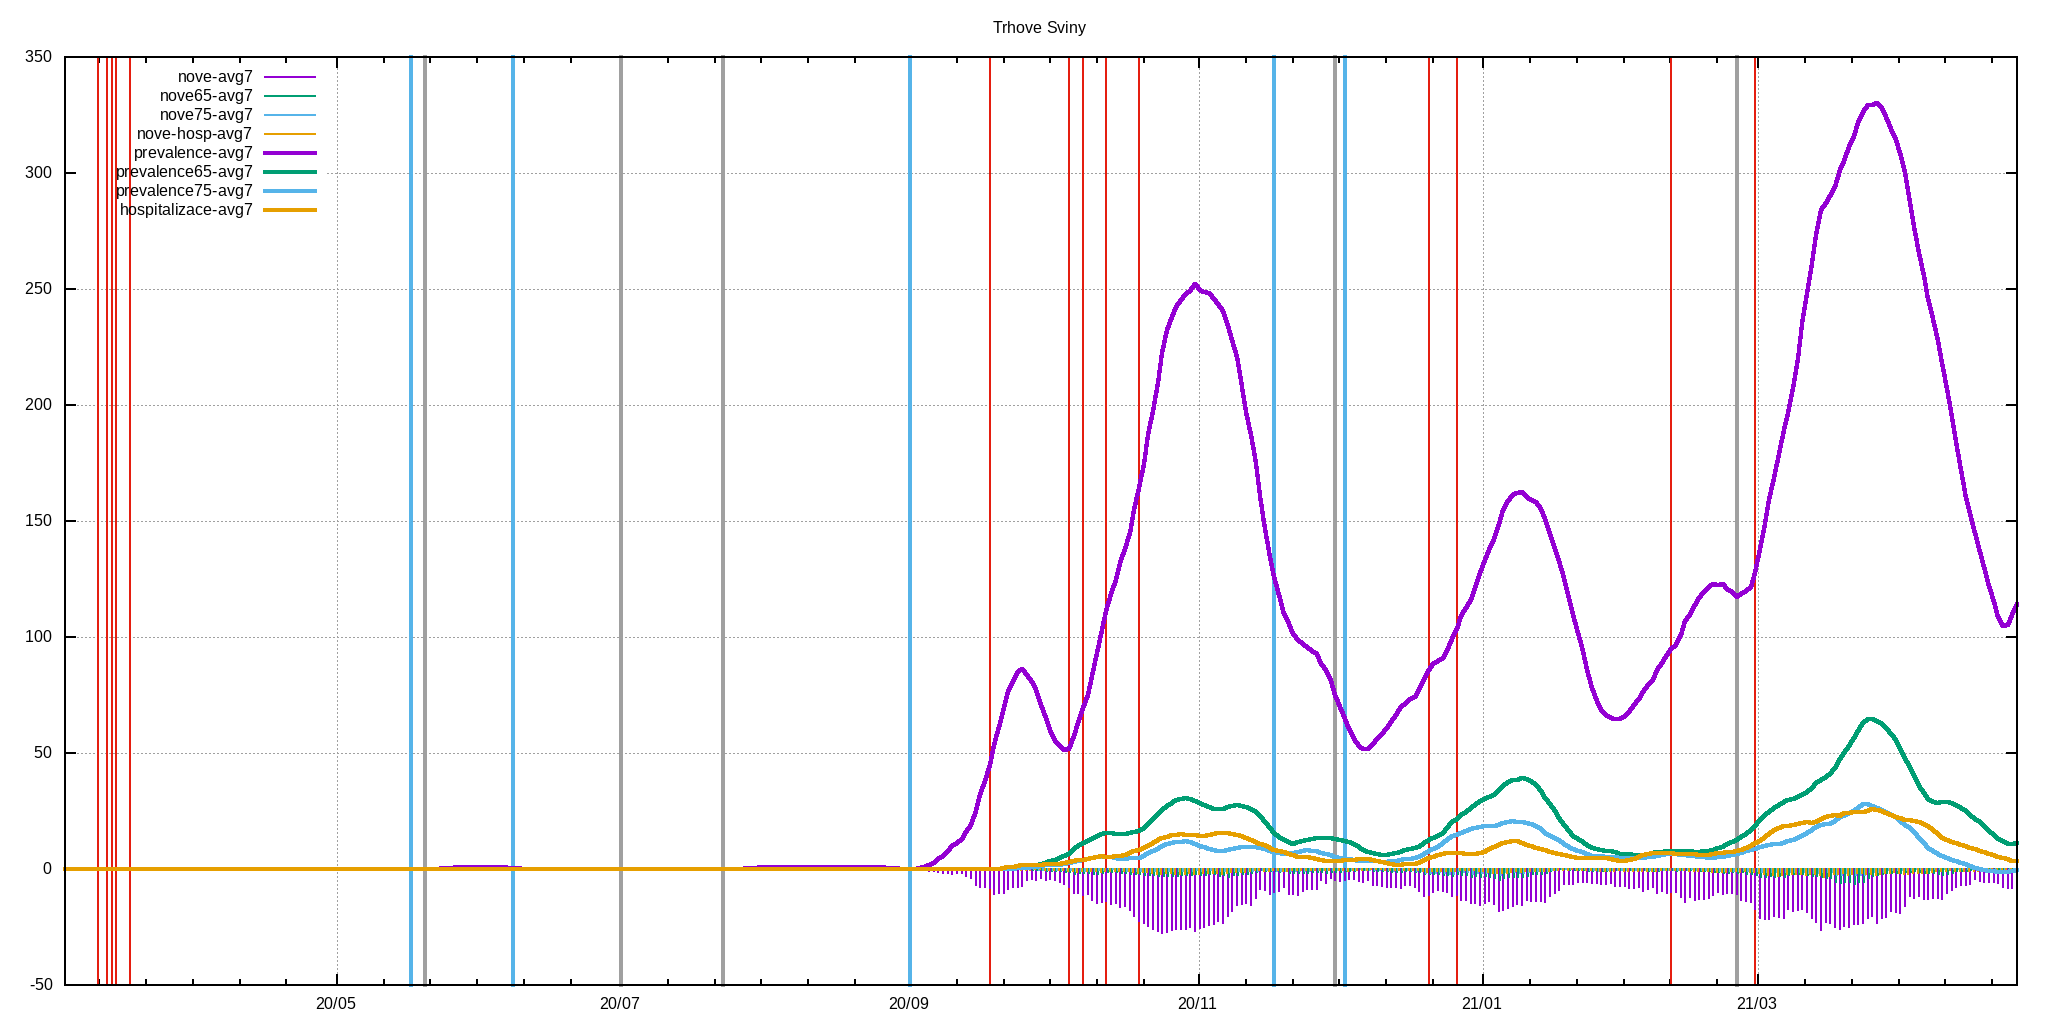 Trhove Sviny
350
300
250
200
150
100
50
0
-50
nove-avg7
nove65-avg7
nove75-avg7
nove-hosp-avg7
prevalence-avg7
prevalence65-avg7
prevalence75-avg7
hospitalizace-avg7
20/05
20/07
20/09
20/11
21/01
21/03